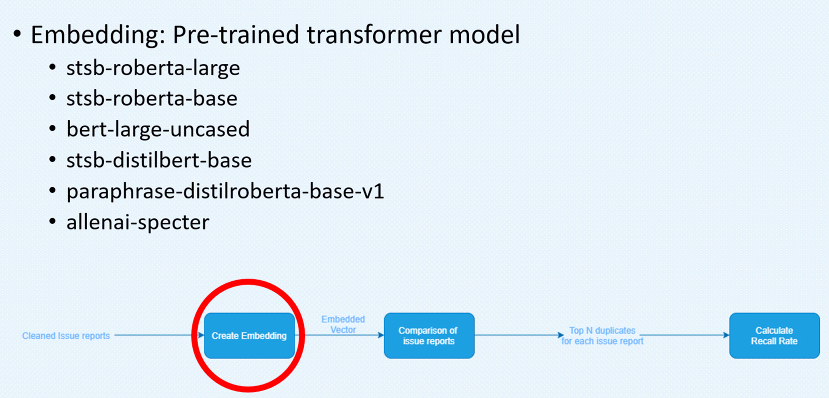 • Embedding: Pre-trained transformer model
• stsb-roberta-large
• stsb-roberta-base
• bert-large-uncased
• stsb-distilbert-base
• paraphrase-distilroberta-base-v1
• allenai-specter
Cleaned Issue reports
Create Embedding
Embedded
Vector
Comparison of
issue reports
Top N duplicates
for each issue report
Calculate
Recall Rate